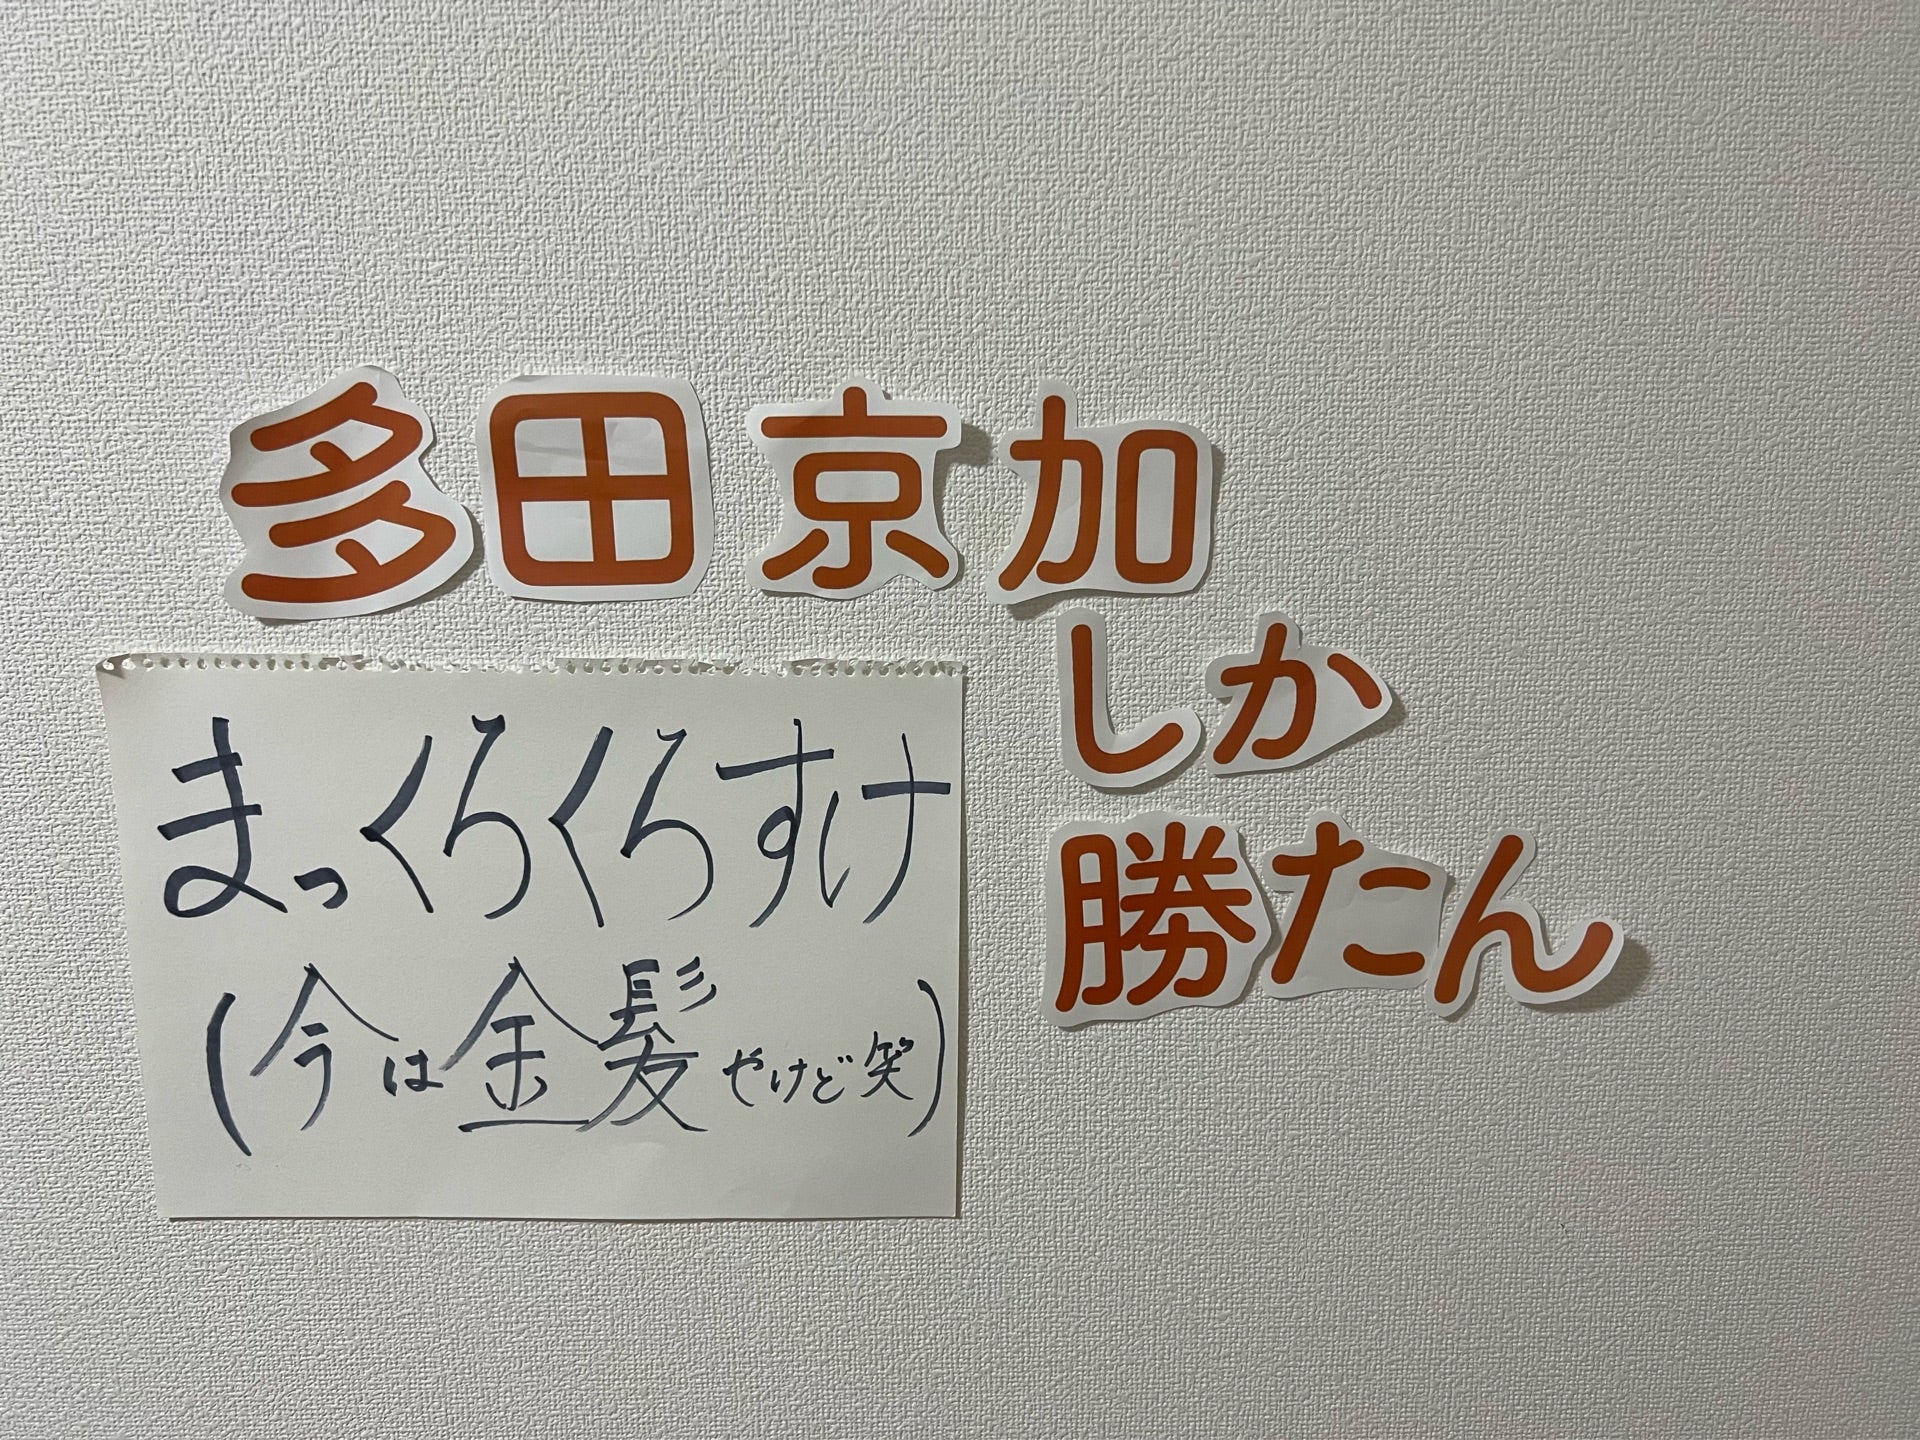 多田京加
しか
勝たん
まっくろくろすけ
(今は金髪やけど笑)